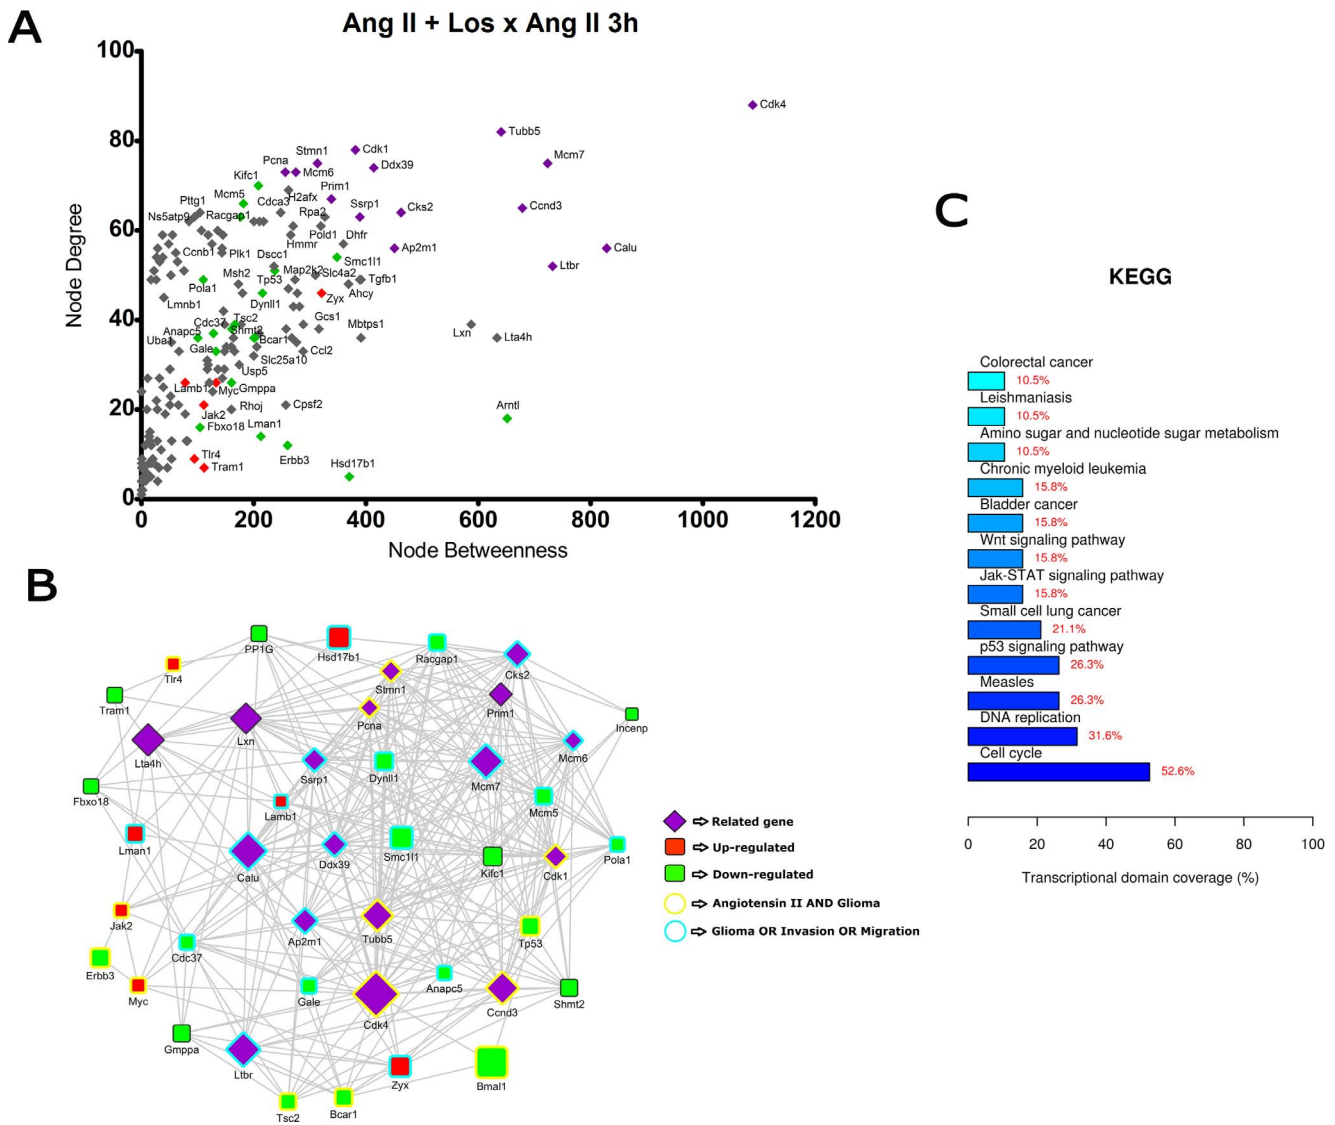 A
Ang II + Los x Ang II 3h
100
80
60
40
20
0
Node Degree
Cdk4
Tubb5
Mcm7
Cdk1
Stmn1
Ddx39
Pcna
Mcm6
Kifc1
Prim1
Mcm5
Cdca3
H2afx
Pttg1
Ssrp1
Cks2
Ccnd3
Ns5atp9
Racgap1
Rpa2
Pold1
Dhfr
Hmmr
Ap2m1
Calu
Ccnb1
Plk1
Dscc1
Smc1l1
Ltbr
Msh2
Map2k2
Slc4a2
Tgfb1
Tp53
Pola1
Ahcy
Lmnb1
Dynll1
Zyx
Gcs1
Cdc37
Tsc2
Mbtps1
Anapc5
Shmt2
Lxn
Lta4h
Uba1
Bcar1
Gale
Ccl2
Slc25a10
Usp5
Lamb1
Myc
Gmppa
Jak2
Rhoj
Cpsf2
Arntl
Fbxo18
Lman1
Tlr4
Erbb3
Tram1
Hsd17b1
0
200
400
600
800
1000
1200
Node Betweenness
B
PP1G
Hsd17b1
Racgap1
Cks2
Tlr4
Stmn1
Tram1
Prim1
Pcna
Incenp
Lxn
Lta4h
Mcm6
Ssrp1
Dynll1
Mcm7
Fbxo18
Lamb1
Mcm5
Lman1
Smc1l1
Pola1
Calu
Ddx39
Kifc1
Cdk1
Jak2
Ap2m1
Tubb5
Tp53
Cdc37
Erbb3
Myc
Gale
Anapc5
Shmt2
Cdk4
Ccnd3
Gmppa
Ltbr
Zyx
Bmal1
Tsc2
Bcar1
Related gene
Up-regulated
Down-regulated
Angiotensin II AND Glioma
Glioma OR Invasion OR Migration
C
KEGG
Colorectal cancer
10.5%
Leishmaniasis
10.5%
Amino sugar and nucleotide sugar metabolism
10.5%
Chronic myeloid leukemia
15.8%
Bladder cancer
15.8%
Wnt signaling pathway
15.8%
Jak-STAT signaling pathway
15.8%
Small cell lung cancer
21.1%
p53 signaling pathway
26.3%
Measles
26.3%
DNA replication
31.6%
Cell cycle
52.6%
0
20
40
60
80
100
Transcriptional domain coverage (%)